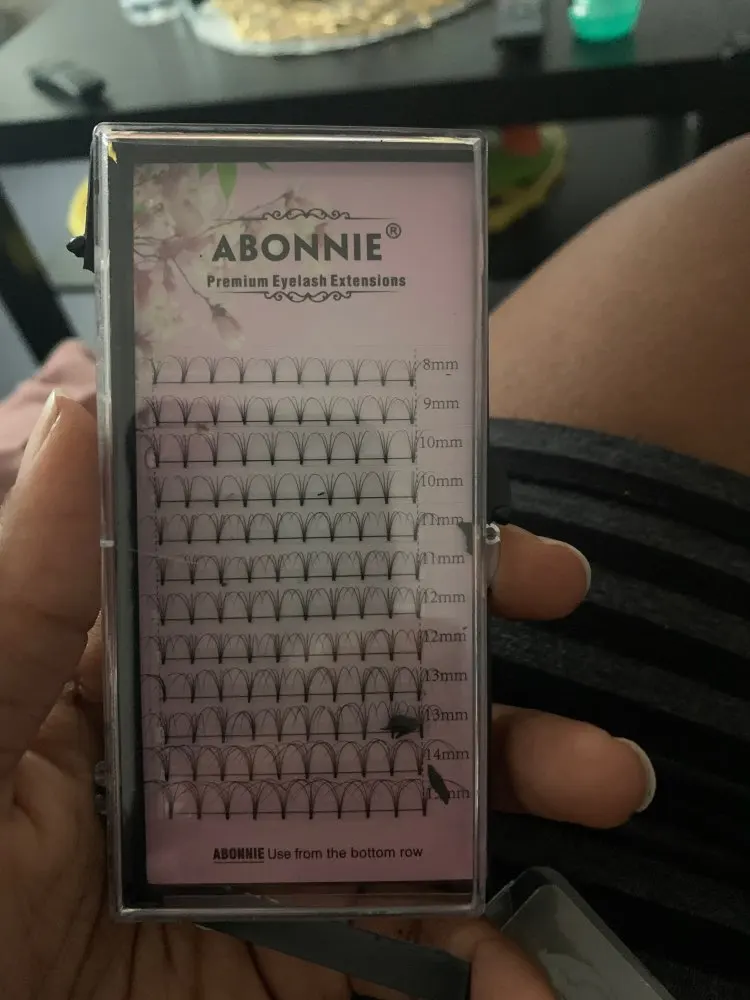 ABONNIE®
Premium Eyelash Extensions
8mm
9mm
10mm
10mm
11mm
11mm
12mm
12mm
13mm
13mm
14mm
ABONNIE Use from the bottom row